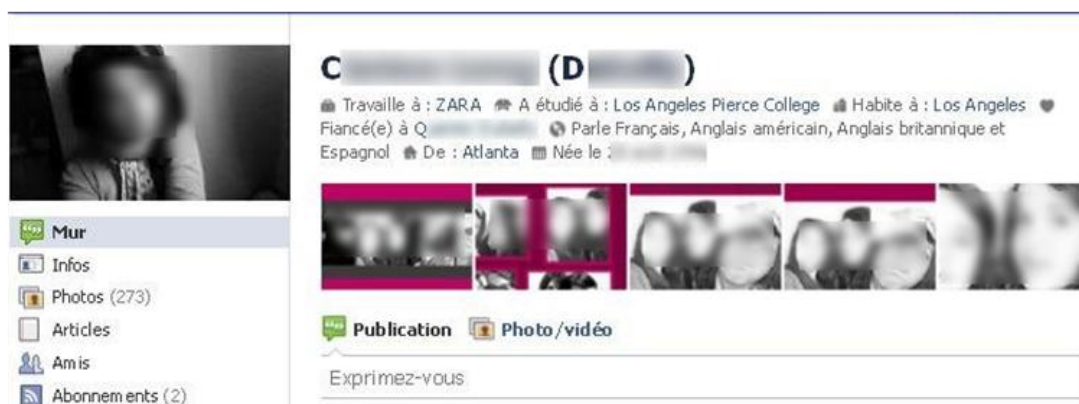 C (D )
Travaille à : ZARA A étudié à : Los Angeles Pierce College Habite à : Los Angeles
Fiancé(e) à Q Parle Français, Anglais américain, Anglais britannique et
Espagnol De : Atlanta Née le
Mur
Infos
Photos (273)
Articles
Amis
Abonnements (2)
Publication Photo/vidéo
Exprimez-vous